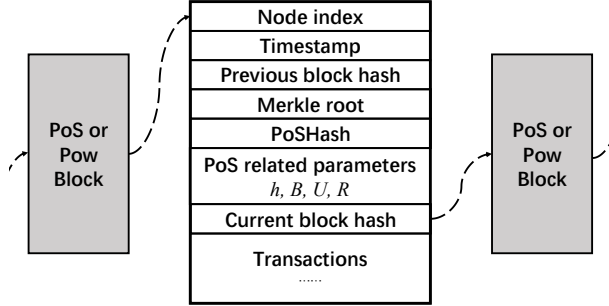 PoS or
Pow
Block
Node index
Timestamp
Previous block hash
Merkle root
PoSHash
PoS related parameters
h, B, U, R
Current block hash
Transactions
......
PoS or
Pow
Block